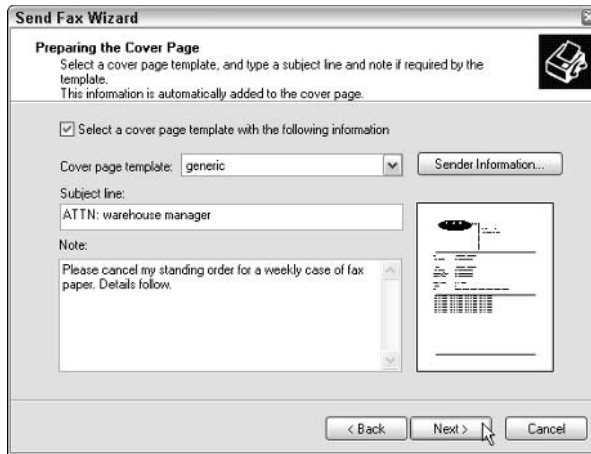 Send Fax Wizard
Preparing the Cover Page
Select a cover page template, and type a subject line and note if required by the
template.
This information is automatically added to the cover page.
Select a cover page template with the following information
Cover page template: generic Sender Information...
Subject line:
ATTN: warehouse manager
Note:
Please cancel my standing order for a weekly case of fax
paper. Details follow.
< Back Next > Cancel